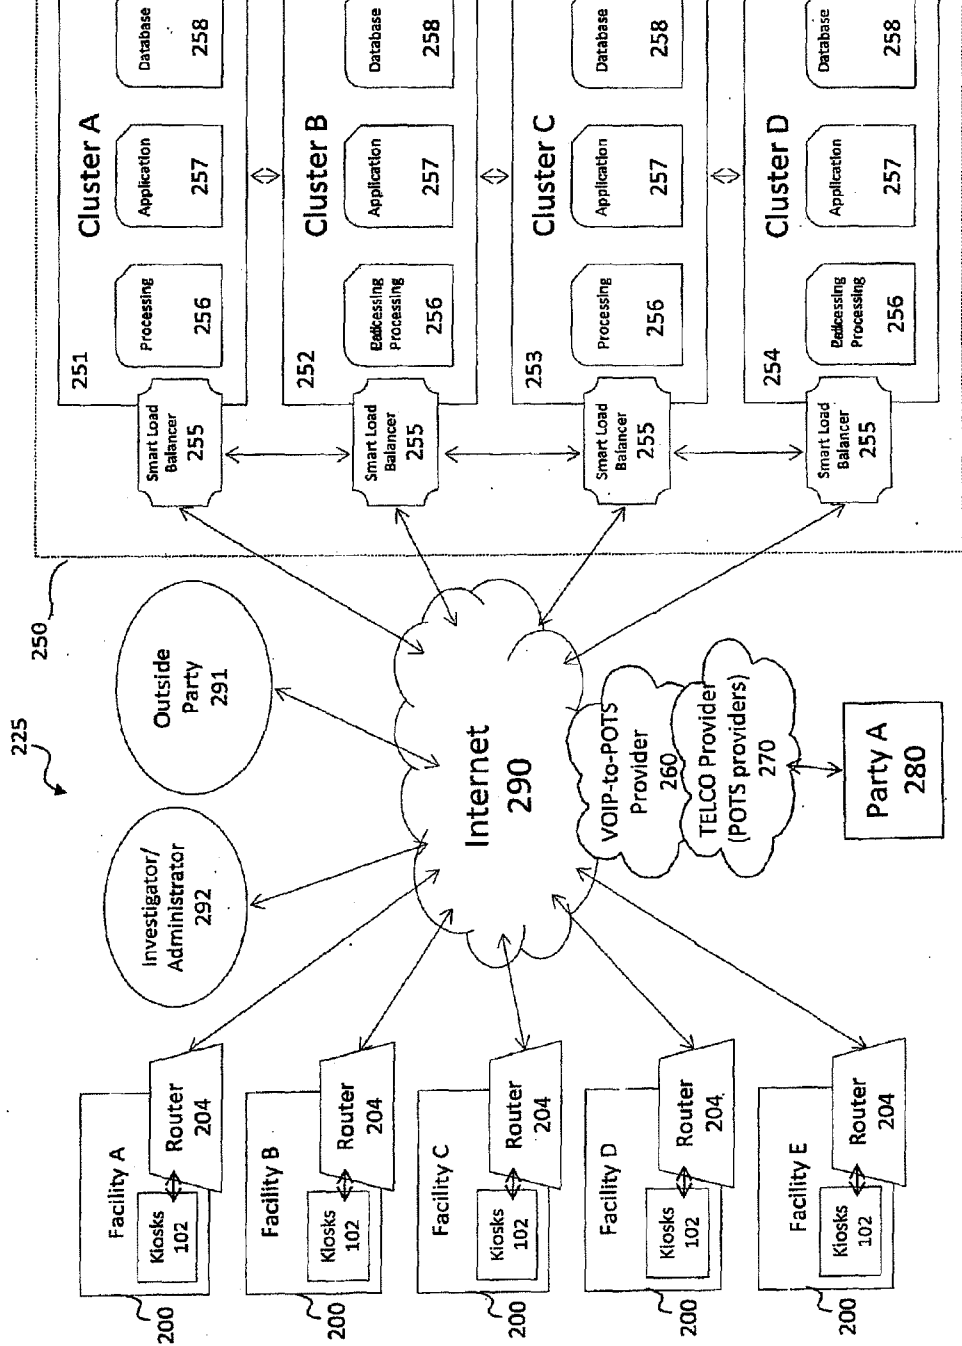 225
250
Facility A
Kiosks
102
Router
204
200
Facility B
Kiosks
102
Router
204
200
Facility C
Kiosks
102
Router
204
200
Facility D
Kiosks
102
Router
204.
200
Facility E
Kiosks
102
Router
204
200
Investigator/
Administrator
292
Outside
Party
291
Internet
290
VOIP-to-POTS
Provider
260
TELCO Provider
(POTS providers)
270
Party A
280
251
Cluster A
Smart Load
Balancer
255
Processing
256
Application
257
Database
258
252
Cluster B
Smart Load
Balancer
255
Processing
256
Application
257
Database
258
253
Cluster C
Smart Load
Balancer
255
Processing
256
Application
257
Database
258
254
Cluster D
Smart Load
Balancer
255
Processing
256
Application
257
Database
258